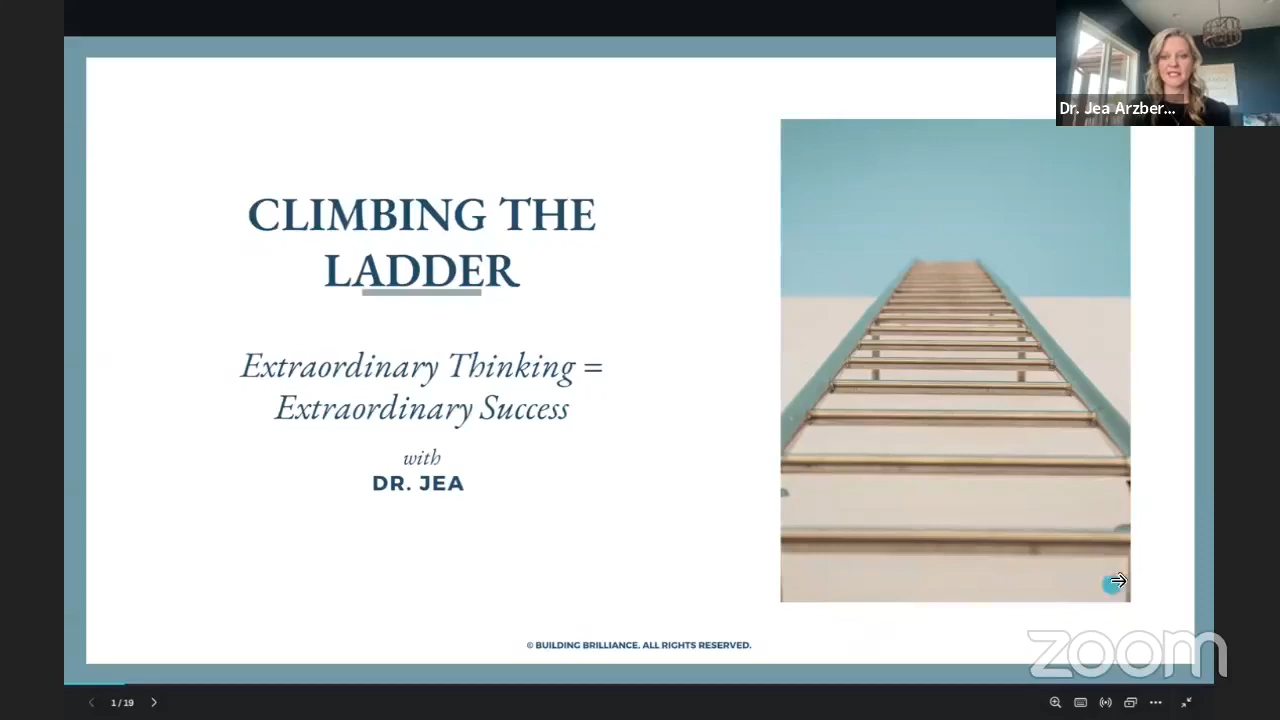 Dr. Jea Arzber...
CLIMBING THE
LADDER
Extraordinary Thinking =
Extraordinary Success
with
DR. JEA
© BUILDING BRILLIANCE. ALL RIGHTS RESERVED.
zoom
1 / 19